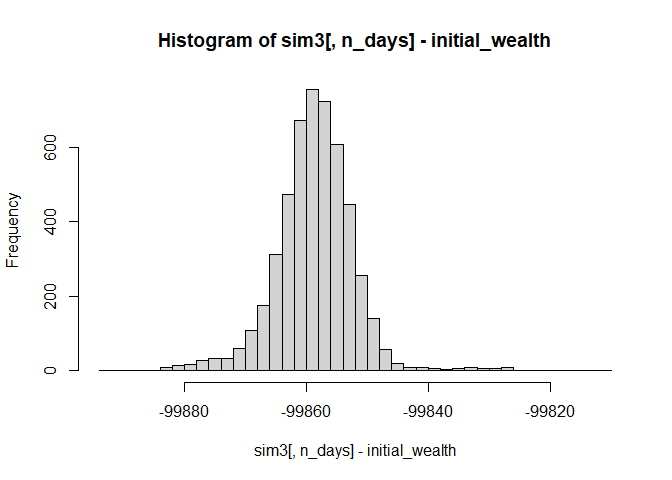 Histogram of sim3[, n_days] - initial_wealth
Frequency
0
200
400
600
-99880
-99860
-99840
-99820
sim3[, n_days] - initial_wealth